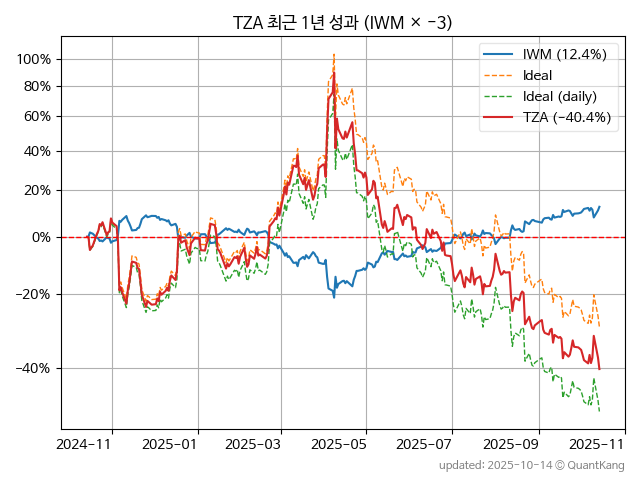 TZA 최근 1년 성과 (IWM × −3)
100%
80%
60%
40%
20%
0%
−20%
−40%
IWM (12.4%)
Ideal
Ideal (daily)
TZA (−40.4%)
2024−11
2025−01
2025−03
2025−05
2025−07
2025−09
2025−11
updated: 2025-10-14 © QuantKang